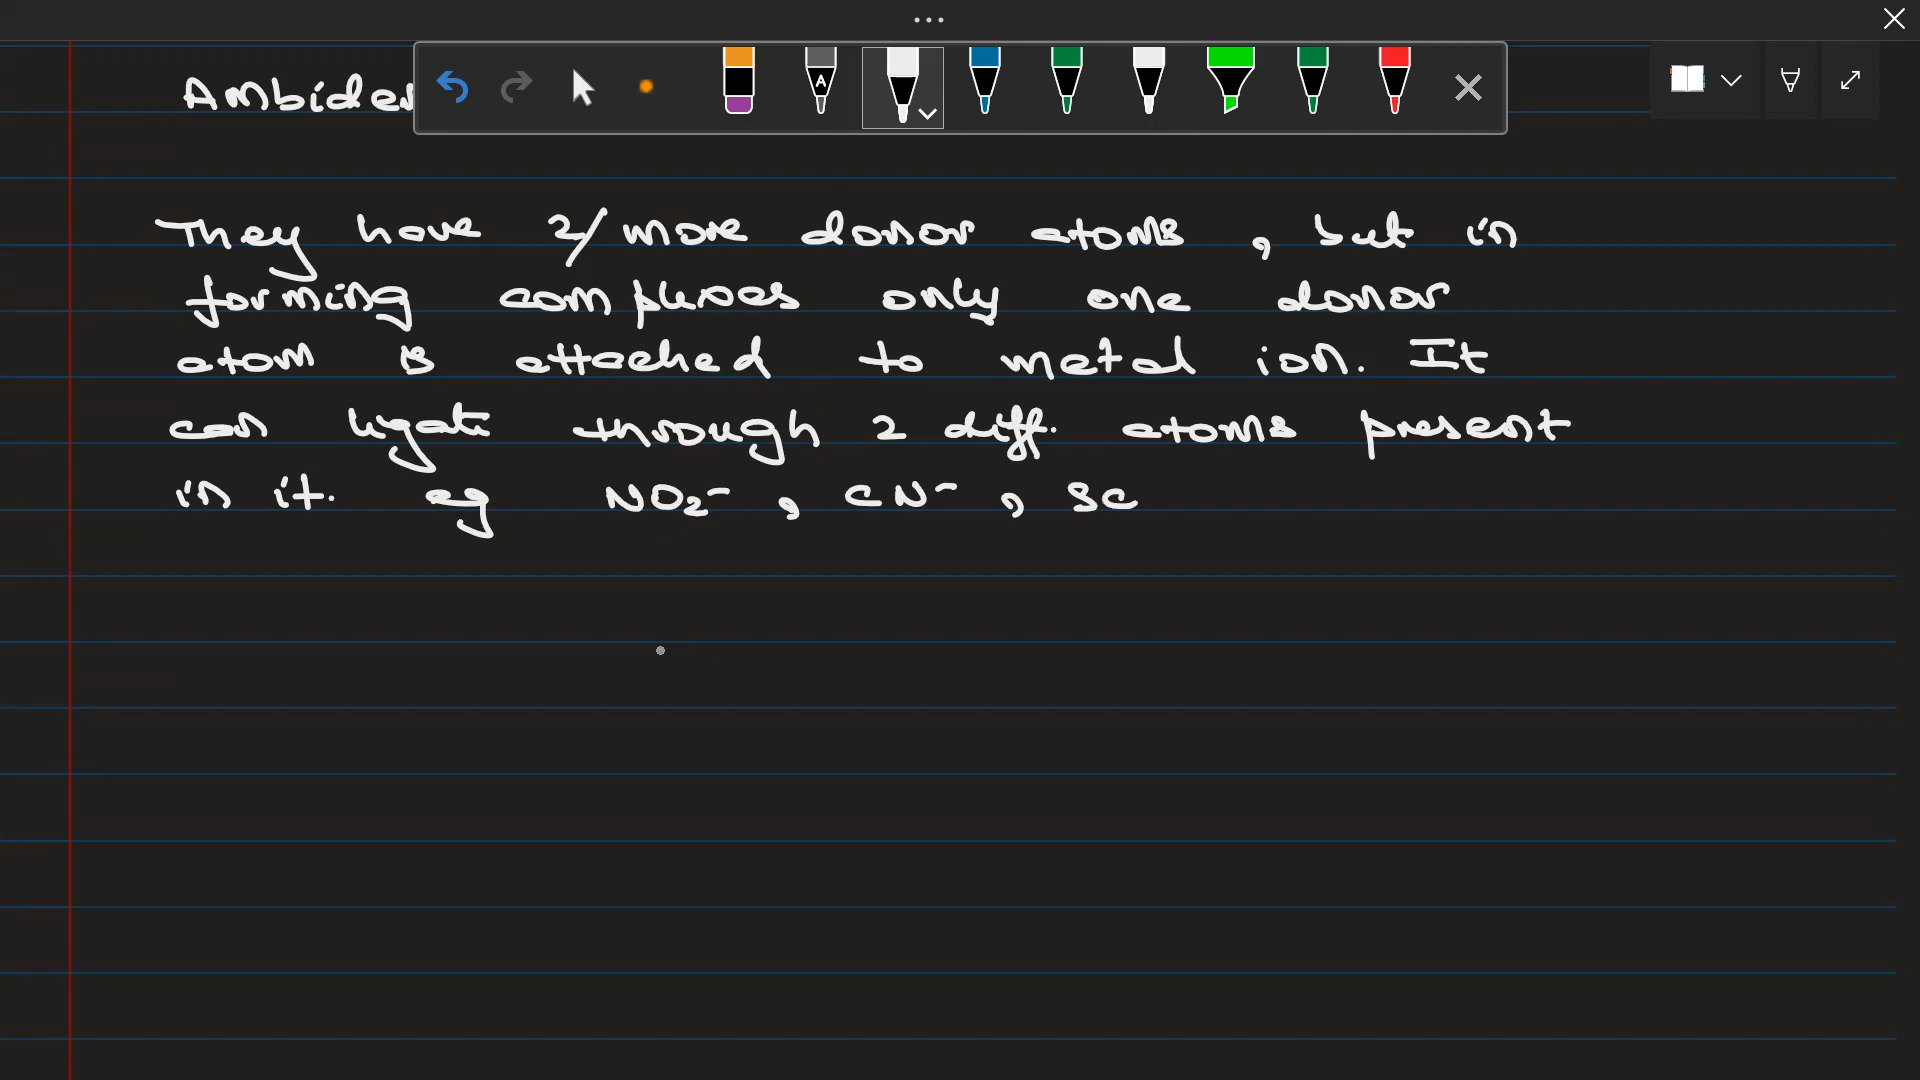 Ambiden
They have 2/more donor atoms, but in
forming complexes only one donor
atom is attached to metal ion. It
can ligate through 2 diff. atoms present
in it. eg NO₂⁻, CN⁻, SC